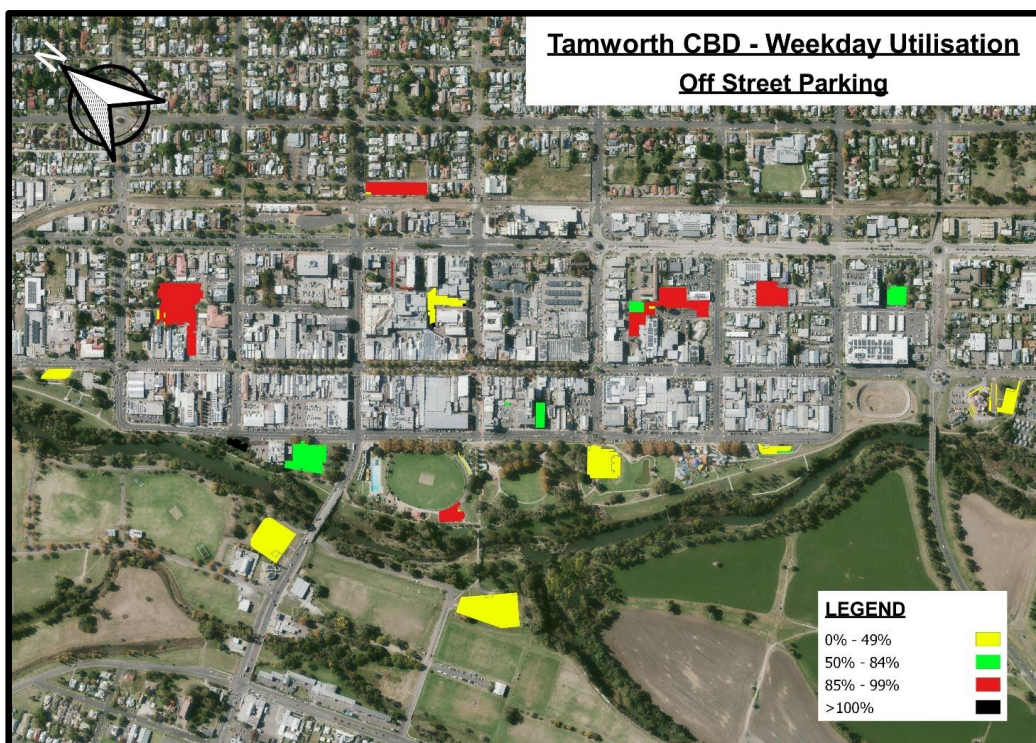 Tamworth CBD - Weekday Utilisation
Off Street Parking
N
LEGEND
0% - 49%
50% - 84%
85% - 99%
>100%